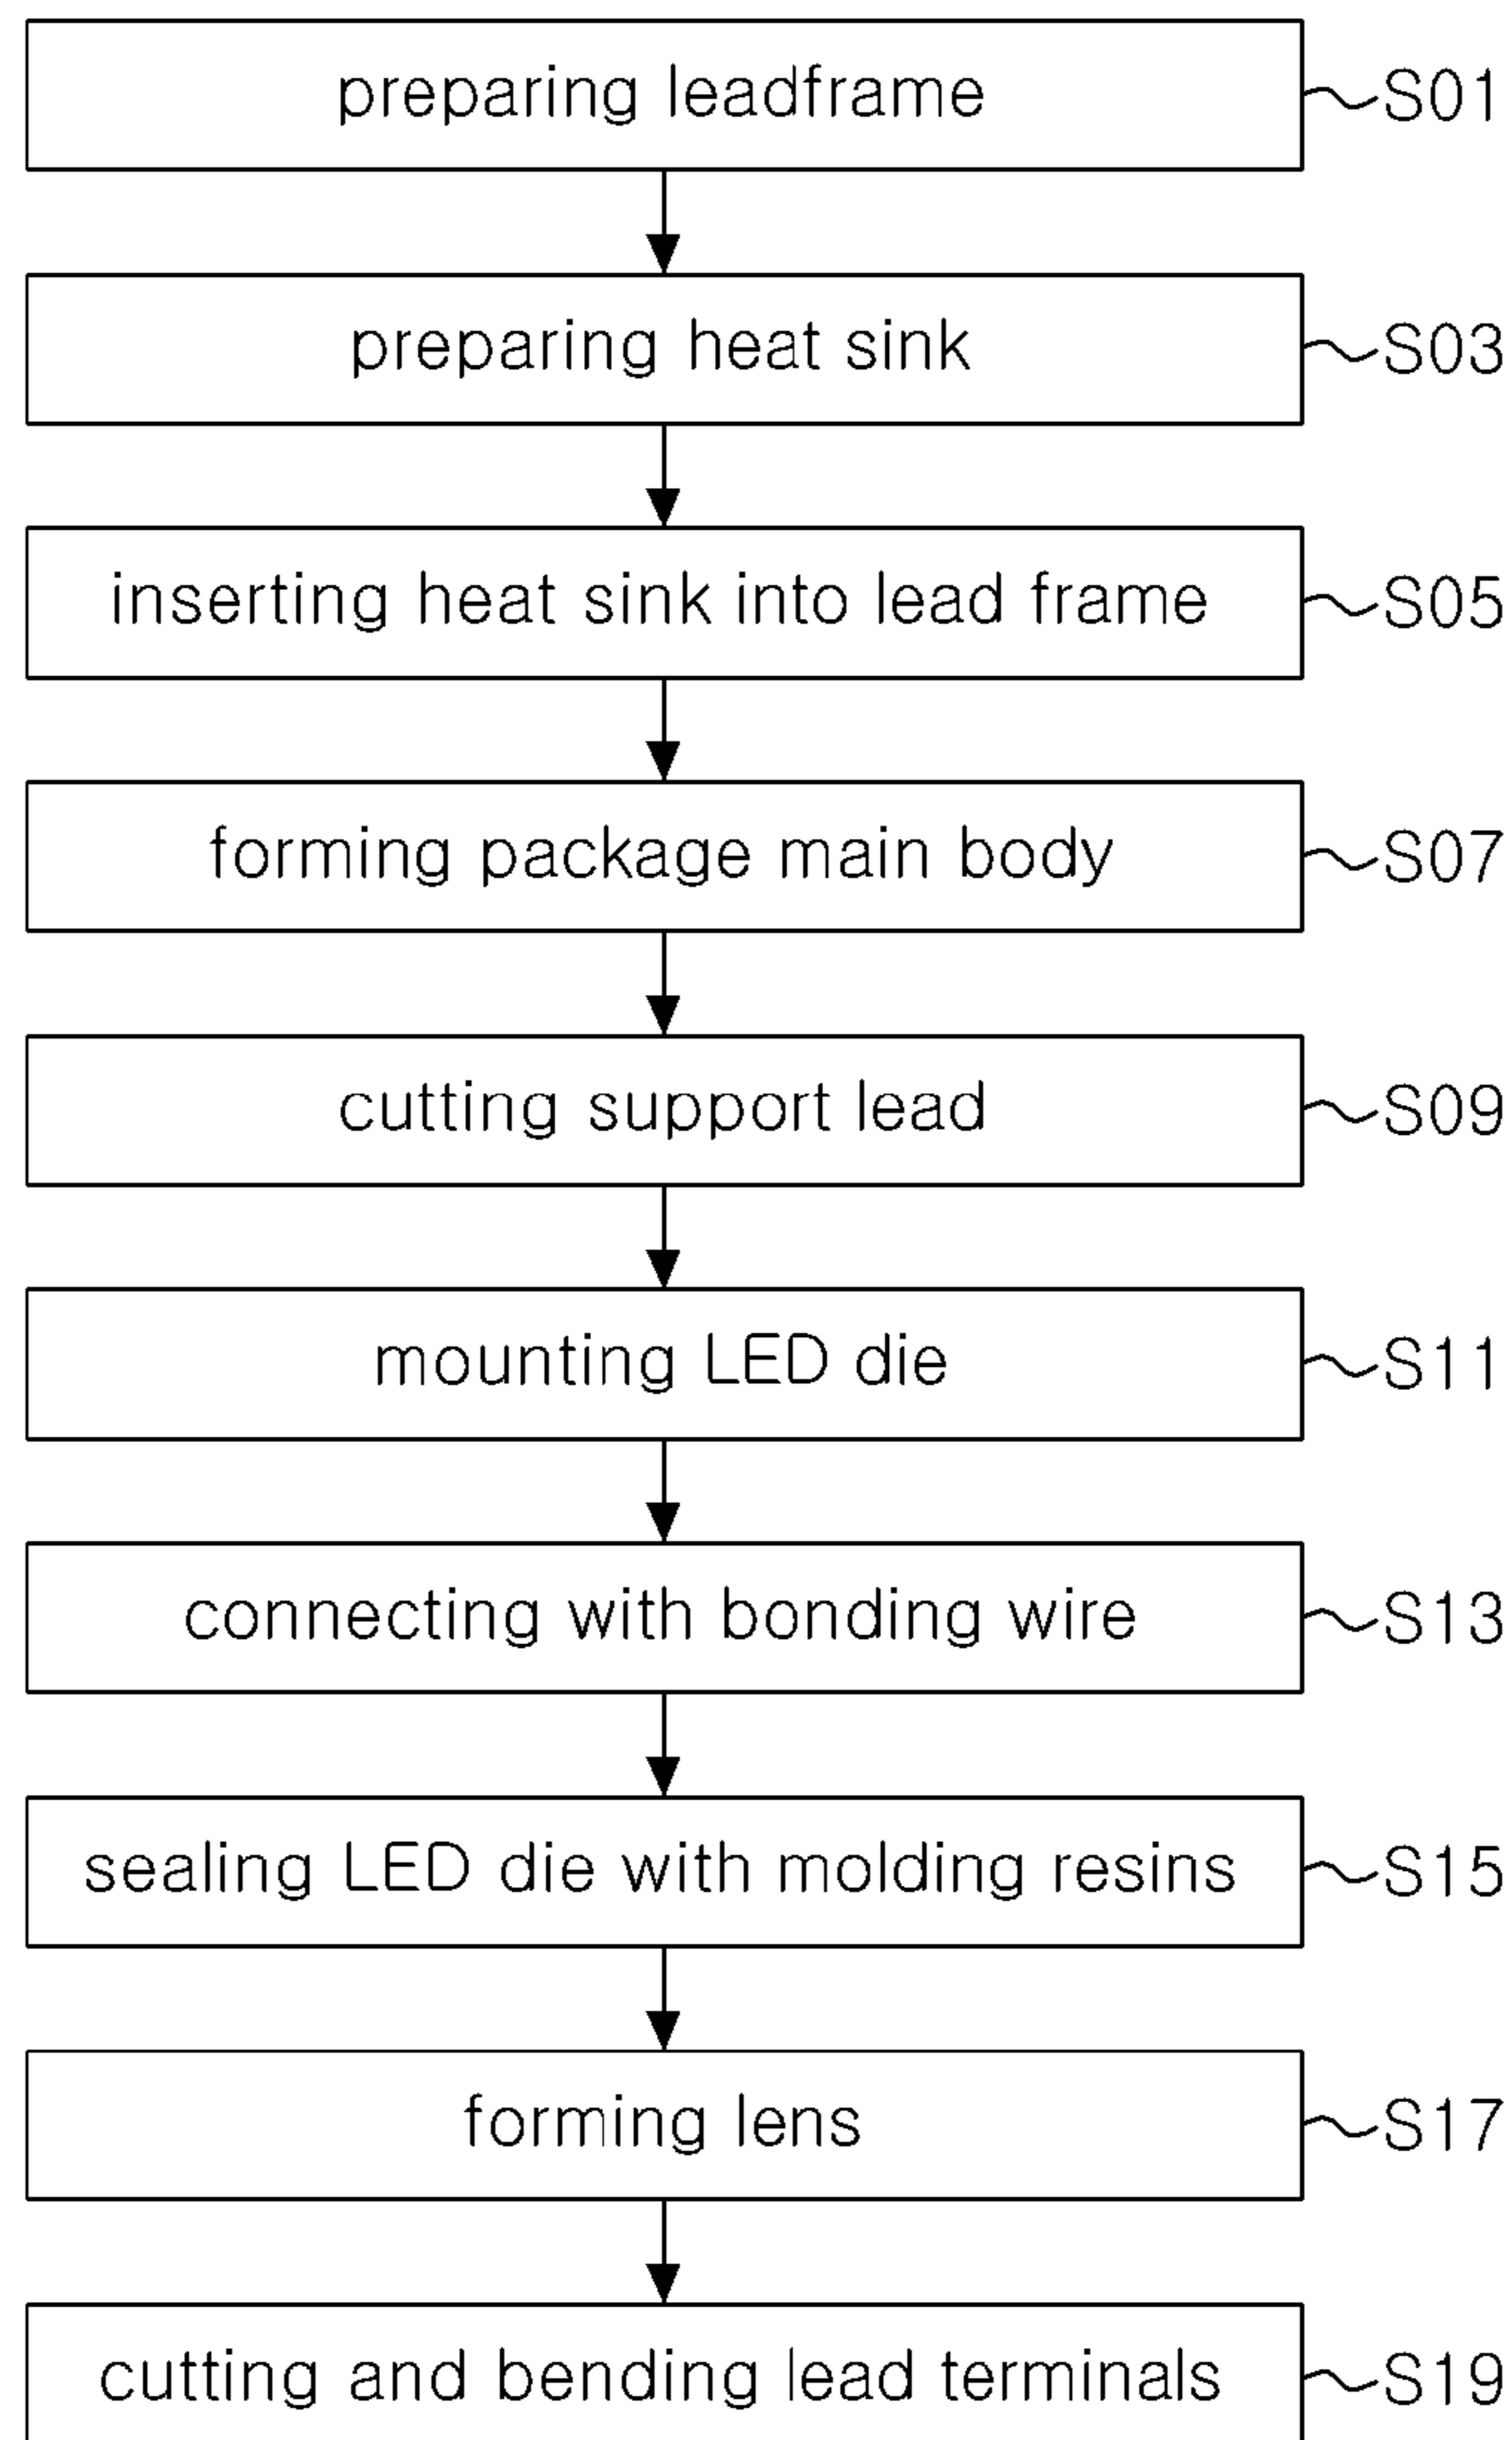 preparing leadframe S01
preparing heat sink S03
inserting heat sink into lead frame S05
forming package main body S07
cutting support lead S09
mounting LED die S11
connecting with bonding wire S13
sealing LED die with molding resins S15
forming lens S17
cutting and bending lead terminals S19